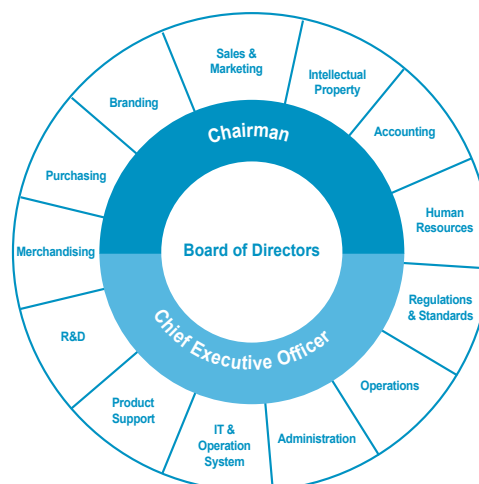 Sales &
Marketing
Intellectual
Property
Accounting
Human
Resources
Regulations
& Standards
Operations
Administration
IT &
Operation
System
Product
Support
R&D
Merchandising
Purchasing
Branding
Chairman
Board of Directors
Chief Executive Officer